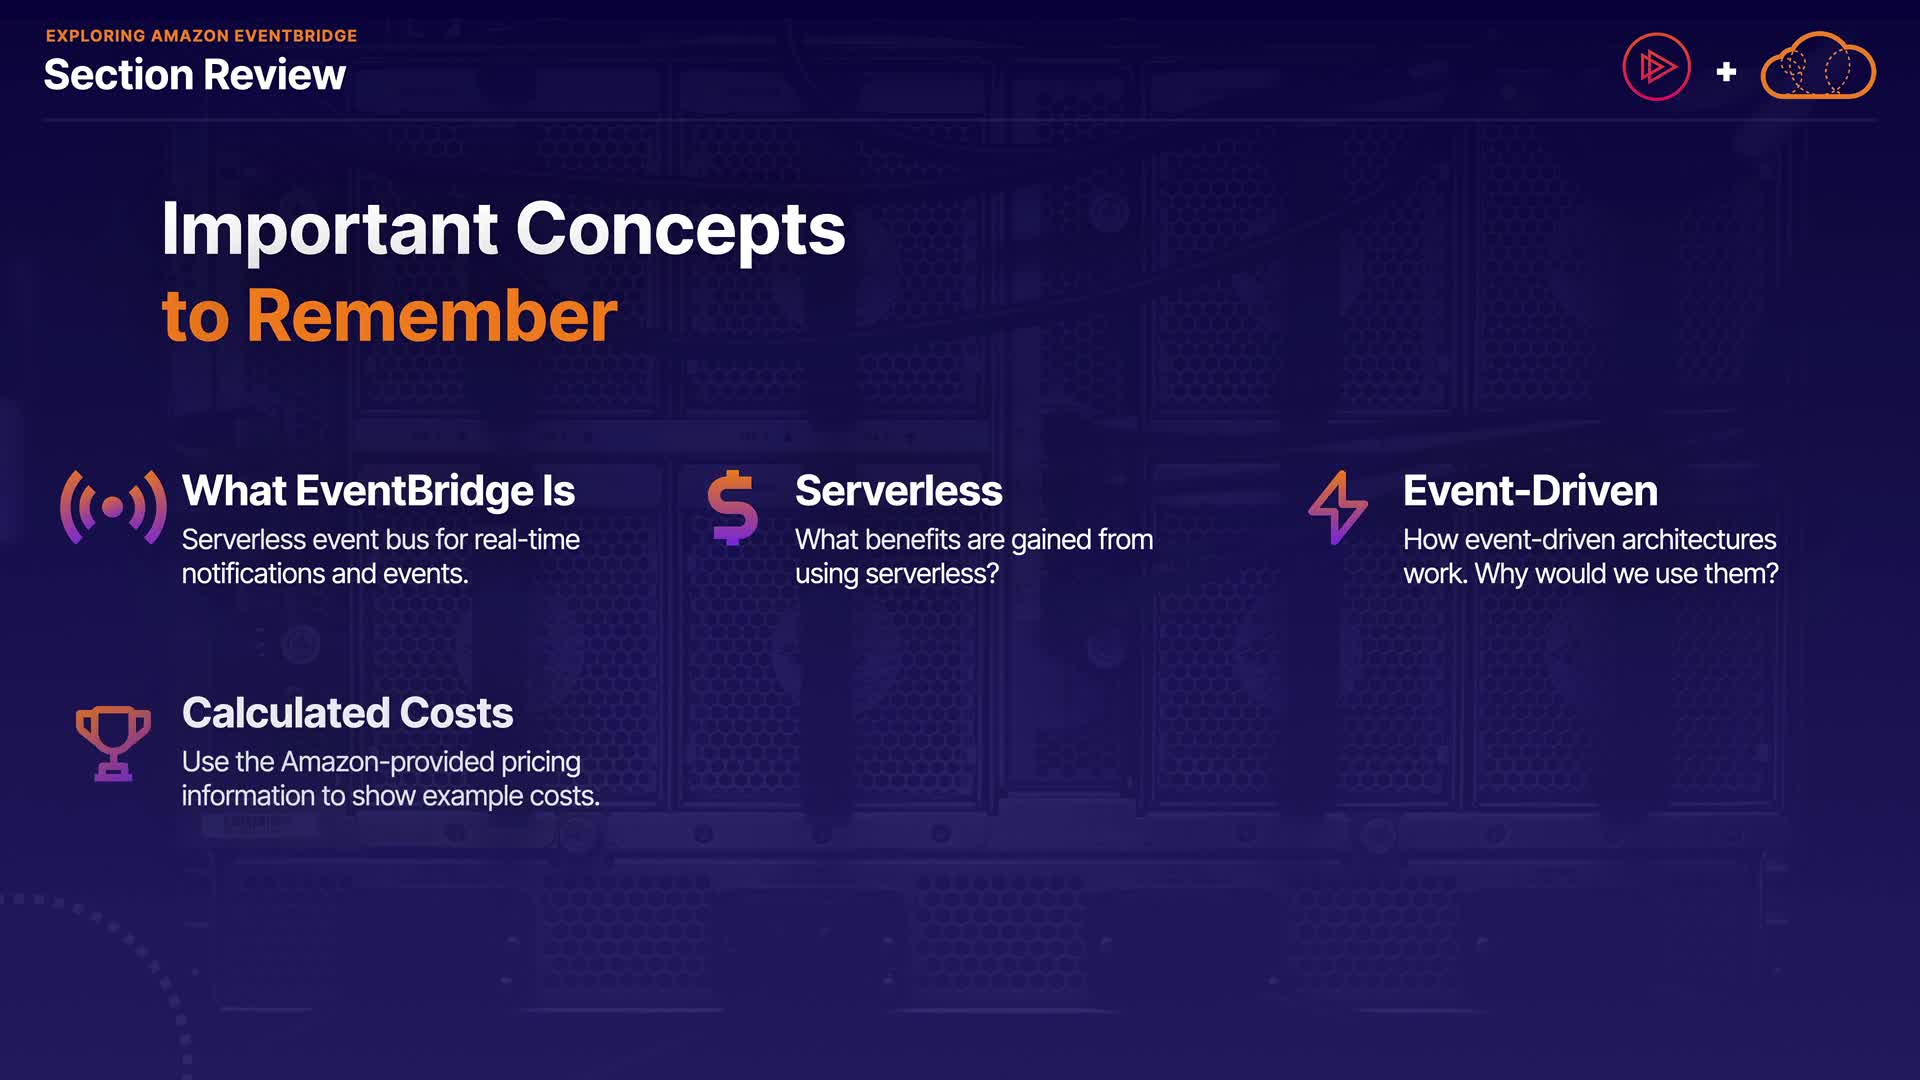 EXPLORING AMAZON EVENTBRIDGE
Section Review
Important Concepts
to Remember
What EventBridge Is
Serverless event bus for real-time
notifications and events.
Serverless
What benefits are gained from
using serverless?
Event-Driven
How event-driven architectures
work. Why would we use them?
Calculated Costs
Use the Amazon-provided pricing
information to show example costs.